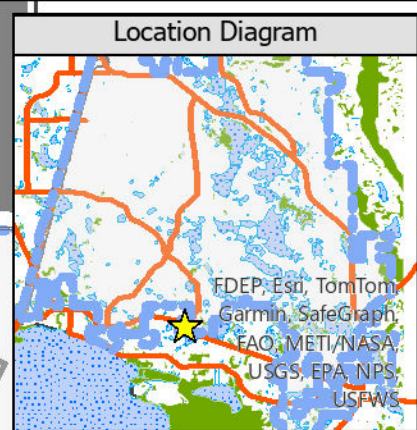 Location Diagram
FDEP, Esri, TomTom,
Garmin, SafeGraph,
FAO, METI/NASA,
USGS, EPA, NPS,
USFWS